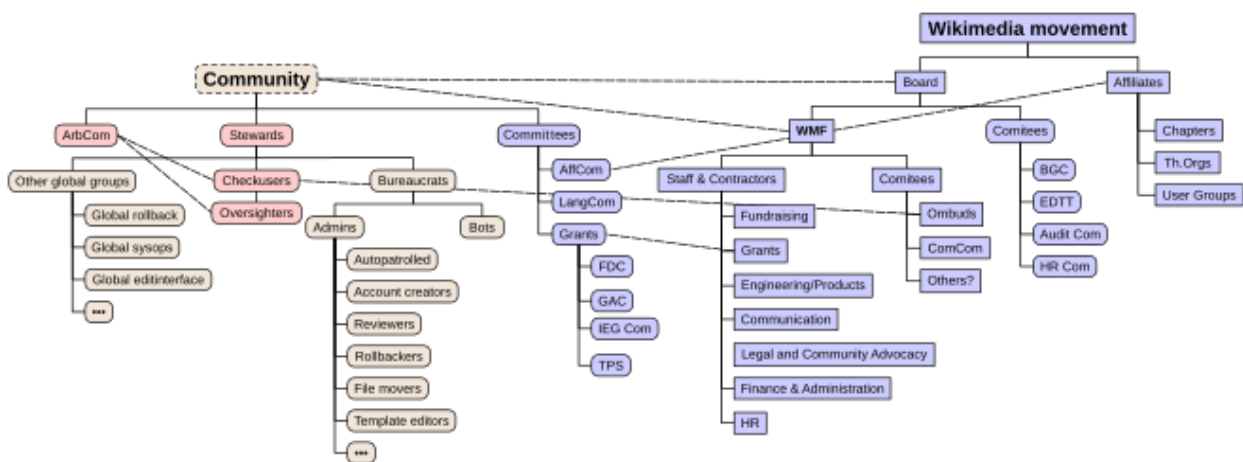 Wikimedia movement
Community
Board
Affiliates
ArbCom
Stewards
Committees
WMF
Comitees
Chapters
Th.Orgs
User Groups
Other global groups
Checkusers
Bureaucrats
AffCom
Staff & Contractors
Comitees
BGC
Global rollback
Oversighters
LangCom
Fundraising
Ombuds
EDTT
Global sysops
Admins
Bots
Grants
Grants
ComCom
Audit Com
Global editinterface
Autopatrolled
FDC
Engineering/Products
Others?
HR Com
•••
Account creators
GAC
Communication
Reviewers
IEG Com
Legal and Community Advocacy
Rollbackers
TPS
Finance & Administration
File movers
HR
Template editors
•••